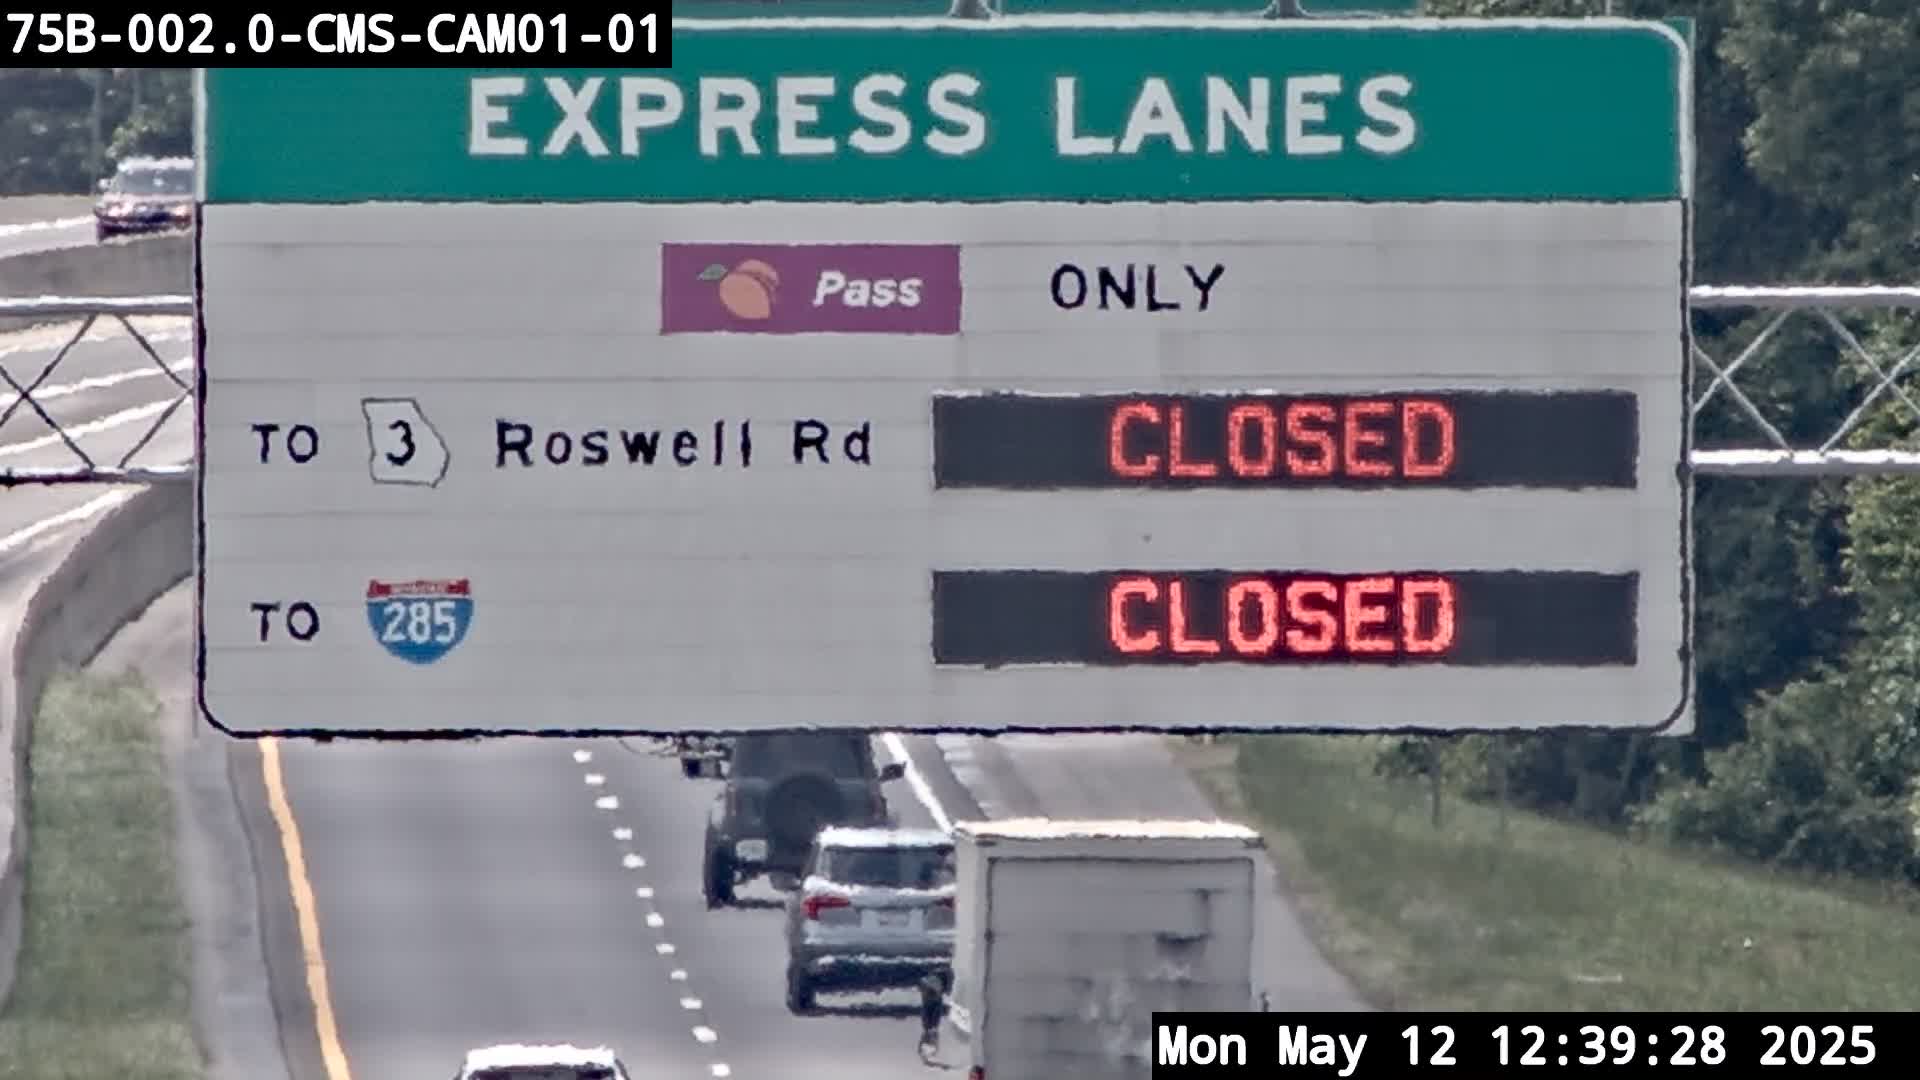 75B-002.0-CMS-CAM01-01
EXPRESS LANES
Pass ONLY
TO 3 Roswell Rd CLOSED
TO 285 CLOSED
Mon May 12 12:39:28 2025